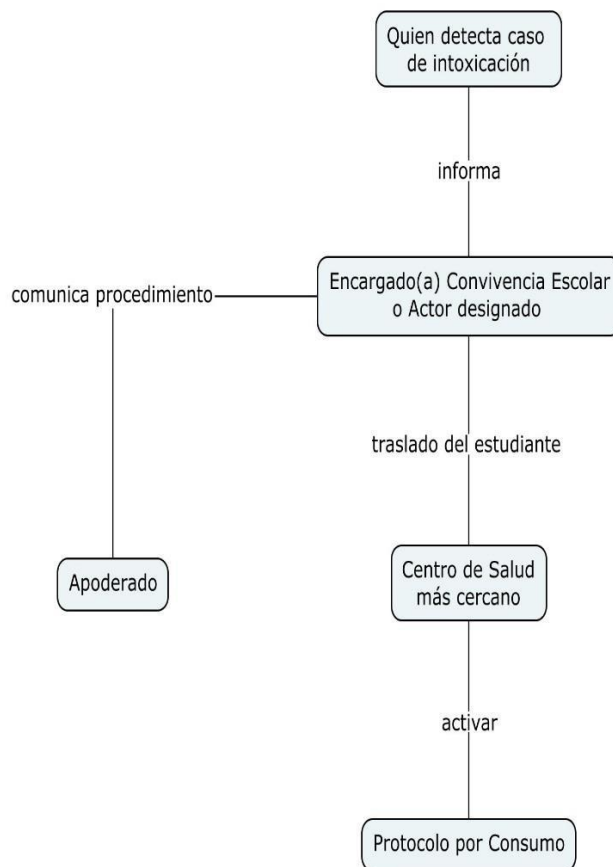 Quien detecta caso
de intoxicación
informa
Encargado(a) Convivencia Escolar
o Actor designado
comunica procedimiento
traslado del estudiante
Apoderado
Centro de Salud
más cercano
activar
Protocolo por Consumo